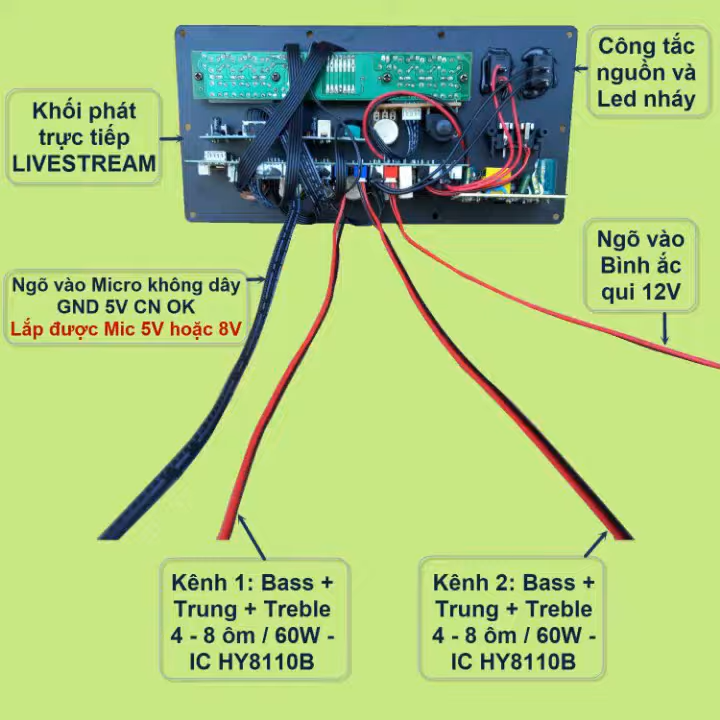 Công tắc
nguồn và
Led nháy
Khối phát
trực tiếp
LIVESTREAM
Ngõ vào
Bình ắc
qui 12V
Ngõ vào Micro không dây
GND 5V CN OK
Lắp được Mic 5V hoặc 8V
Kênh 1: Bass +
Trung + Treble
4 - 8 ôm / 60W -
IC HY8110B
Kênh 2: Bass +
Trung + Treble
4 - 8 ôm / 60W -
IC HY8110B